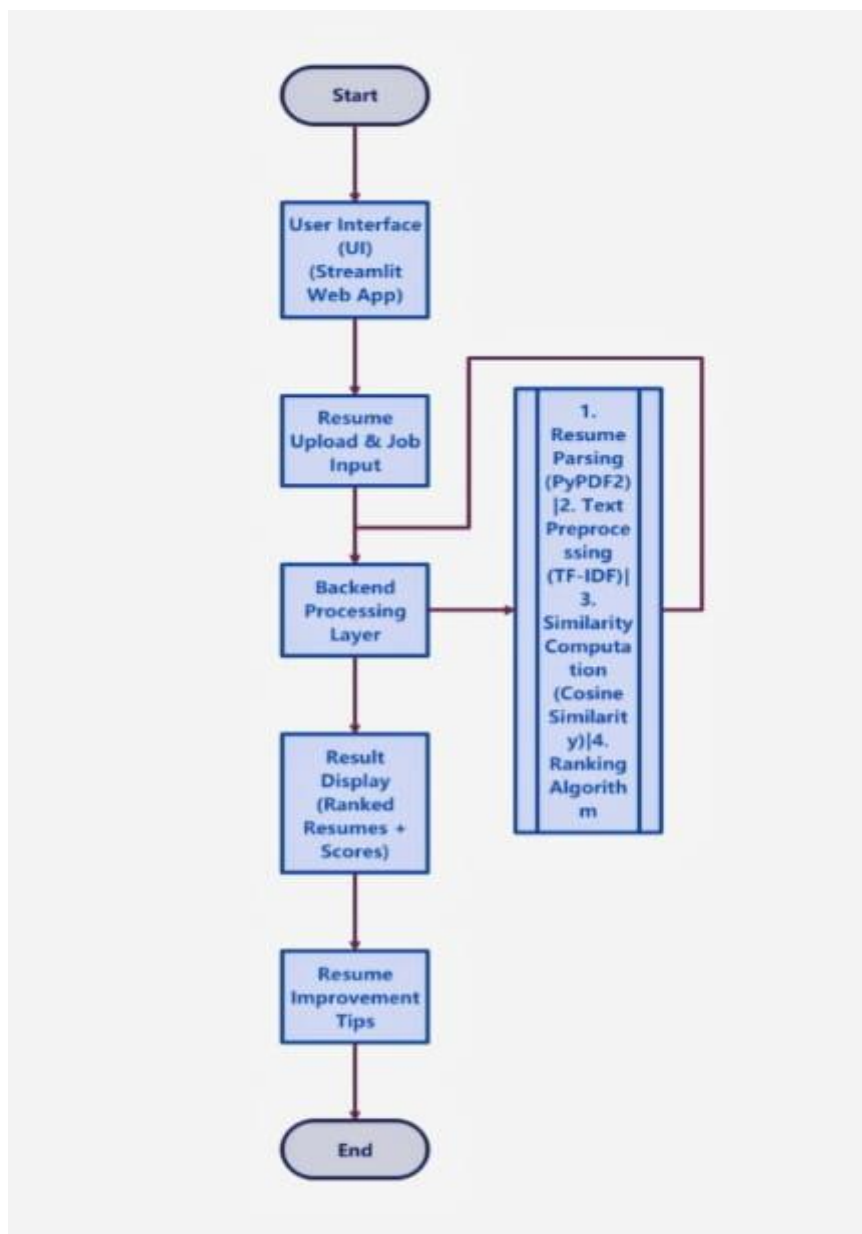 Start
User Interface
(UI)
(Streamlit
Web App)
Resume
Upload & Job
Input
Backend
Processing
Layer
1.
Resume
Parsing
(PyPDF2)
|2. Text
Preproce
ssing
(TF-IDF)|
3.
Similarity
Computa
tion
(Cosine
Similarit
y)|4.
Ranking
Algorith
m
Result
Display
(Ranked
Resumes +
Scores)
Resume
Improvement
Tips
End